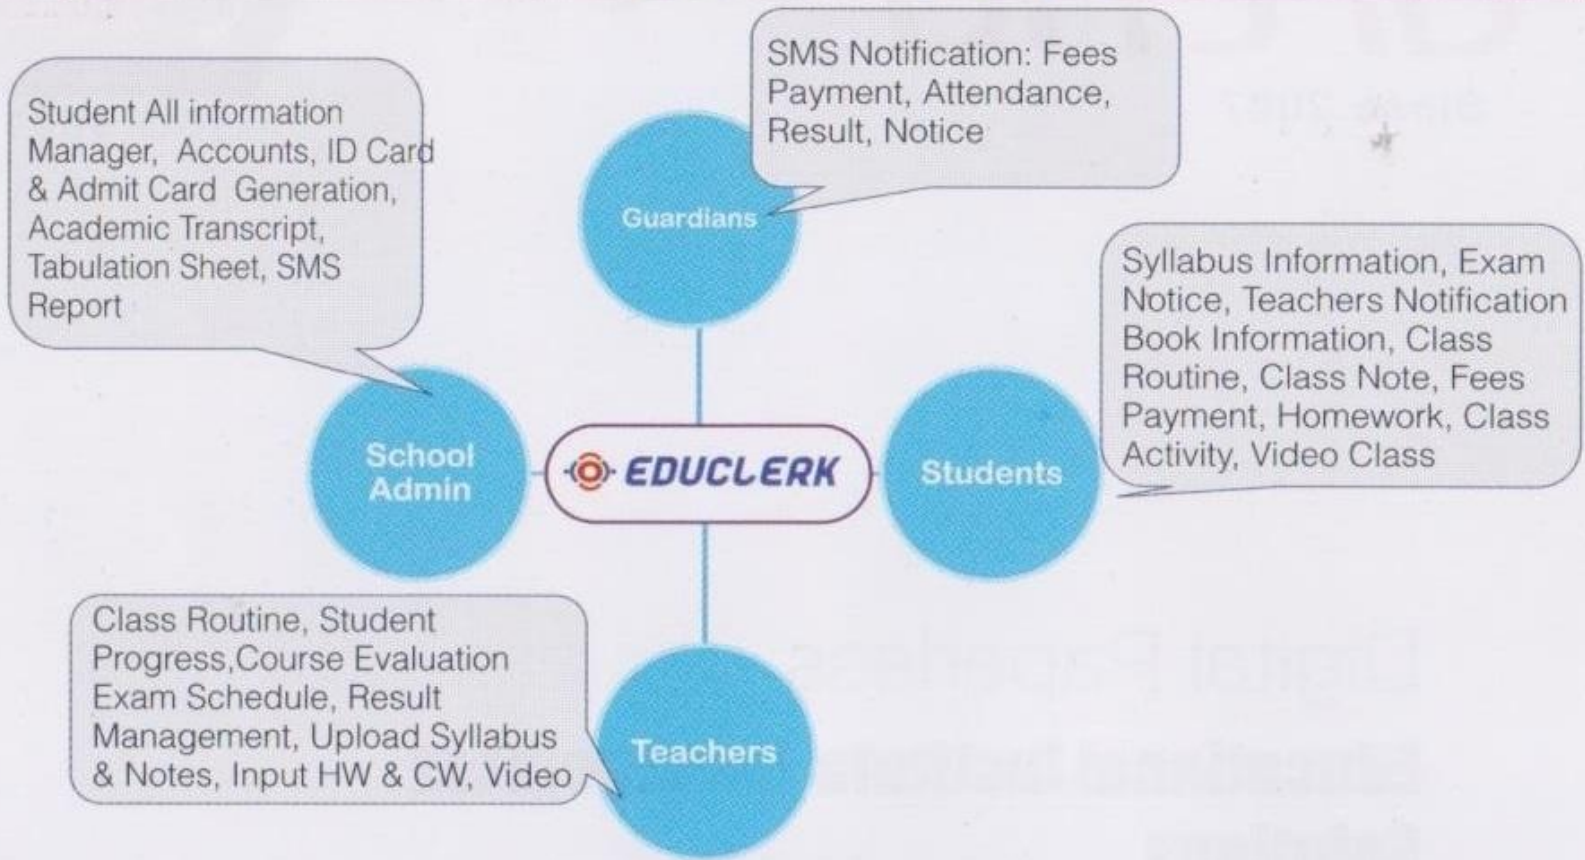 SMS Notification: Fees
Payment, Attendance,
Result, Notice
Student All information
Manager, Accounts, ID Card
& Admit Card Generation,
Academic Transcript,
Tabulation Sheet, SMS
Report
Guardians
Syllabus Information, Exam
Notice, Teachers Notification
Book Information, Class
Routine, Class Note, Fees
Payment, Homework, Class
Activity, Video Class
School
Admin
EDUCLERK
Students
Class Routine, Student
Progress,Course Evaluation
Exam Schedule, Result
Management, Upload Syllabus
& Notes, Input HW & CW, Video
Teachers